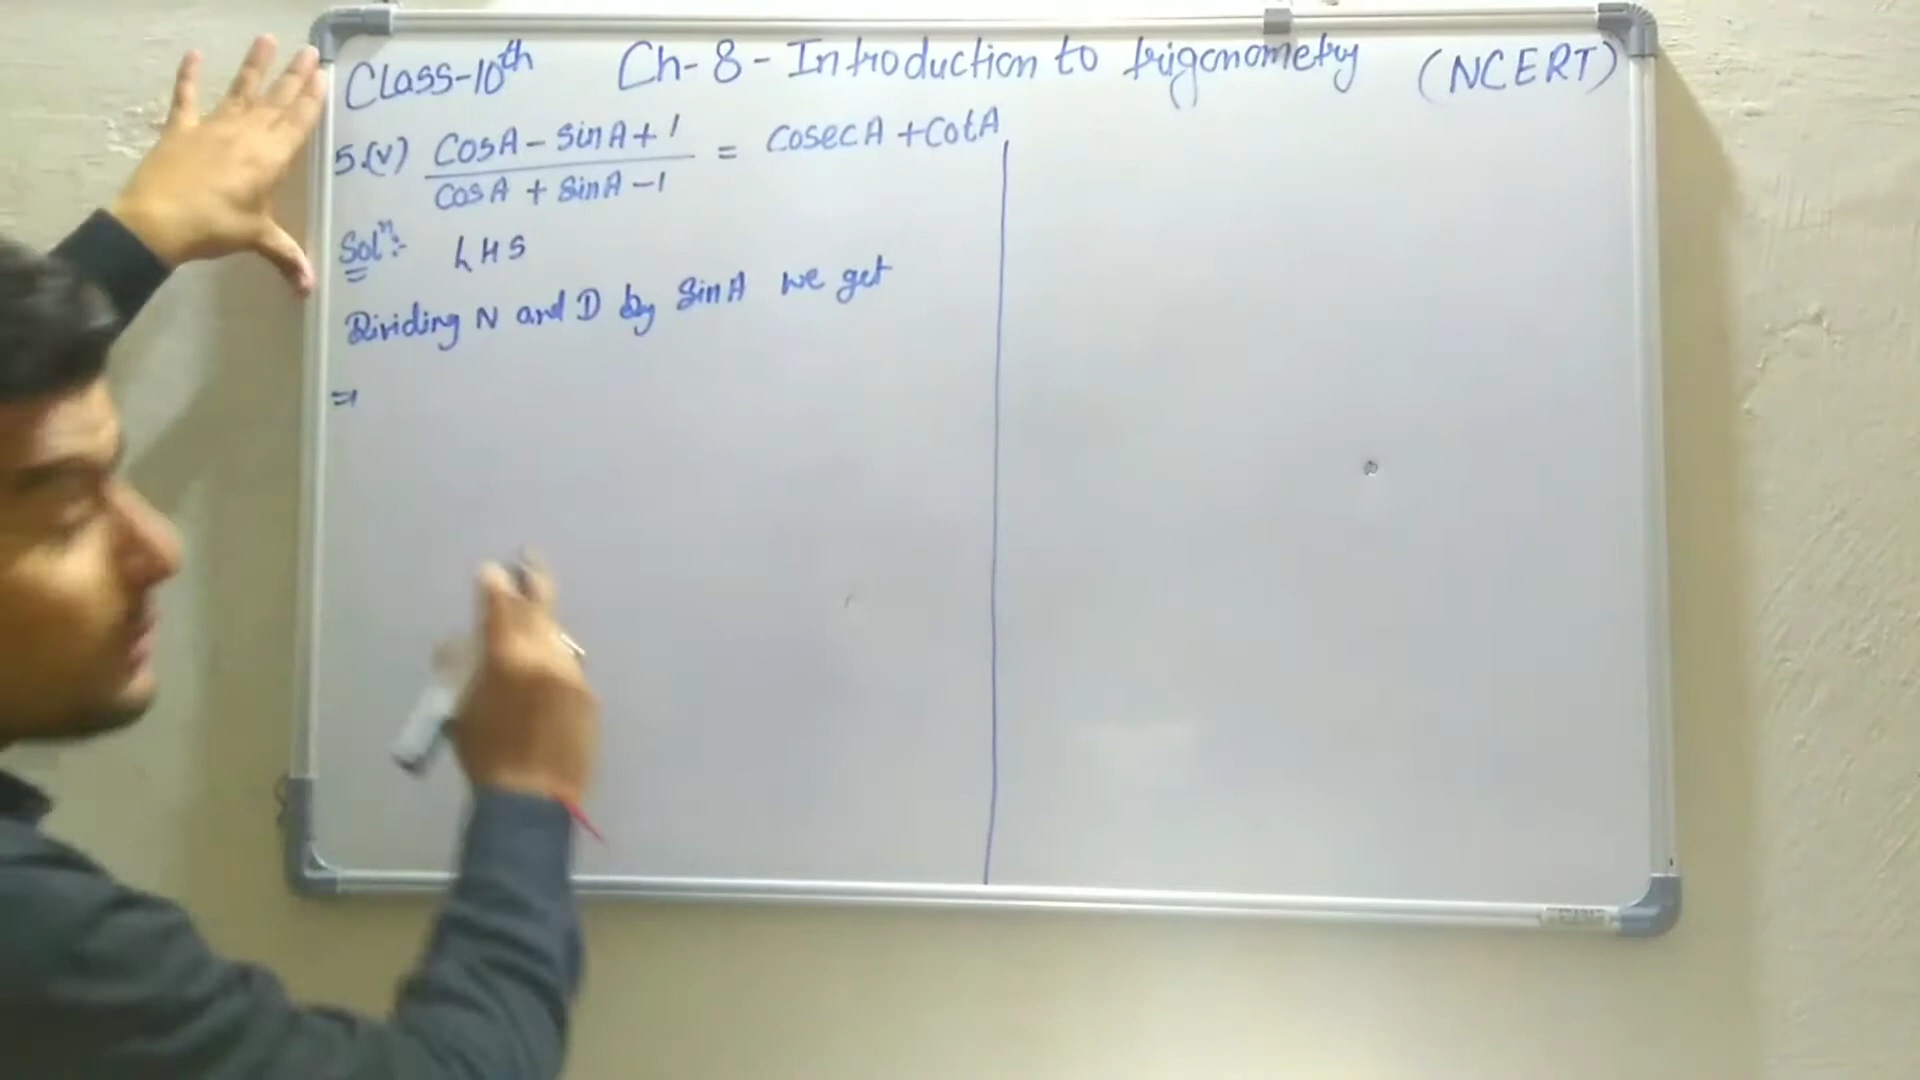 Class-10th Ch-8-Introduction to trigonometry (NCERT)
5.(v) CosA - sinA + 1 / CosA + sinA - 1 = CosecA + CotA
Solⁿ:- LHS
Dividing N and D by SinA we get
=